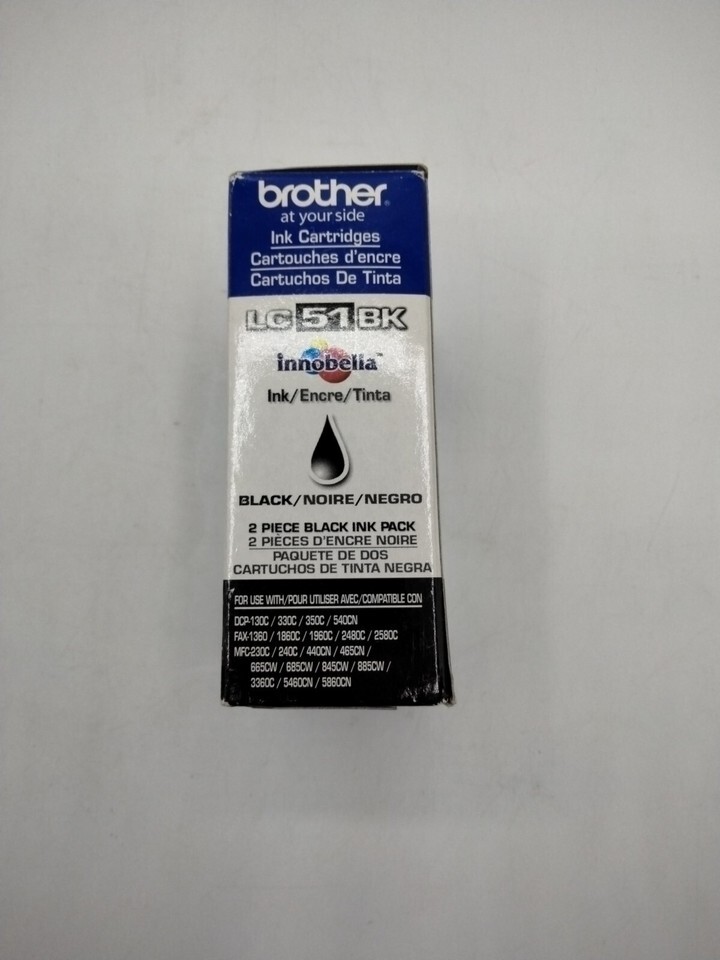 brother®
at your side
Ink Cartridges
Cartouches d'encre
Cartuchos De Tinta
LC 51 BK
innobella™
Ink/Encre/Tinta
BLACK/NOIRE/NEGRO
2 PIECE BLACK INK PACK
2 PIÈCES D'ENCRE NOIRE
PAQUETE DE DOS
CARTUCHOS DE TINTA NEGRA
FOR USE WITH/POUR UTILISER AVEC/COMPATIBLE CON
DCP-130C / 330C / 350C / 540CN
FAX-1360 / 1860C / 1960C / 2480C / 2580C
MFC-230C / 240C / 440CN / 465CN /
665CW / 685CW / 845CW / 885CW /
3360C / 5460CN / 5860CN